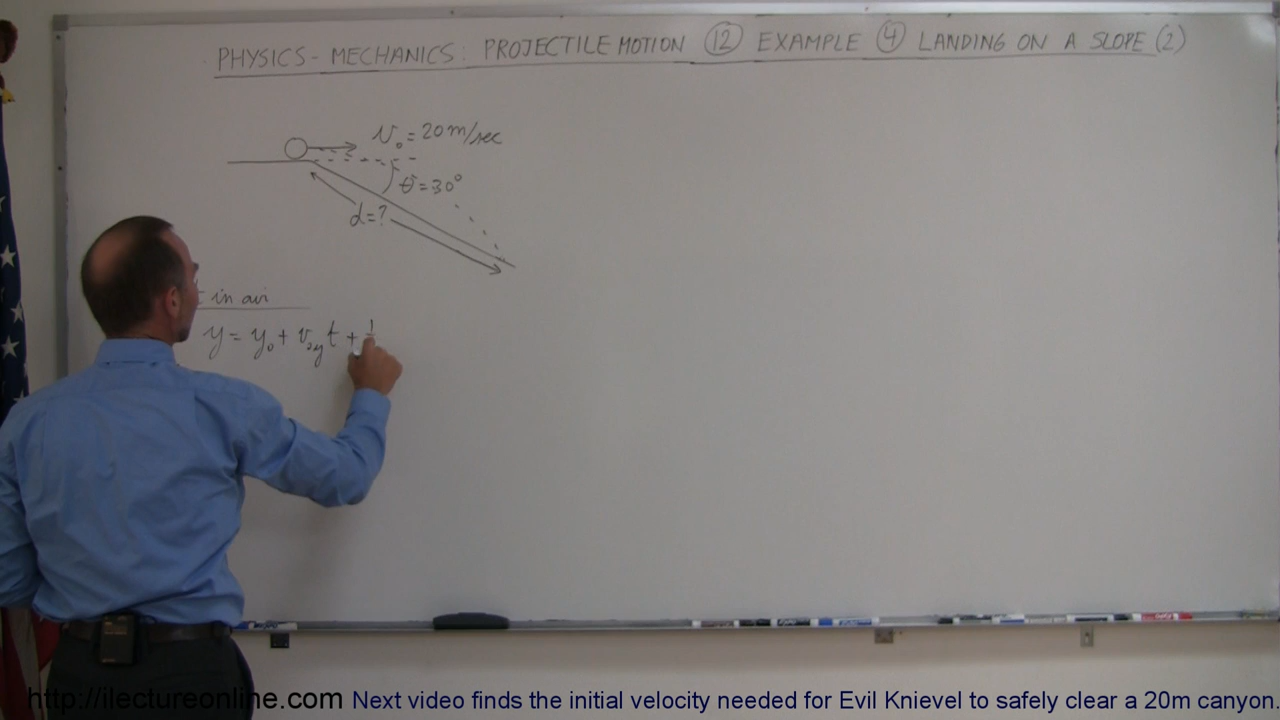 PHYSICS - MECHANICS: PROJECTILE MOTION (12) EXAMPLE (4) LANDING ON A SLOPE (2)
v₀ = 20 m/sec
θ = 30°
d = ?
t in air
y = y₀ + v₀y t + 1
http://ilectureonline.com Next video finds the initial velocity needed for Evil Knievel to safely clear a 20m canyon.